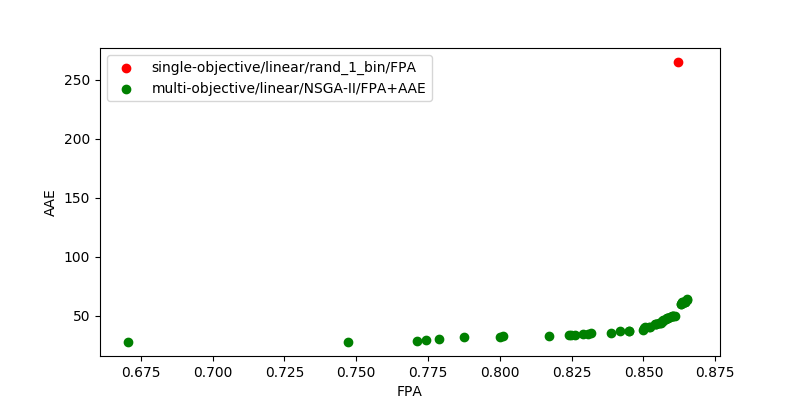 single-objective/linear/rand_1_bin/FPA
multi-objective/linear/NSGA-II/FPA+AAE
250
200
150
100
50
AAE
0.675 0.700 0.725 0.750 0.775 0.800 0.825 0.850 0.875
FPA